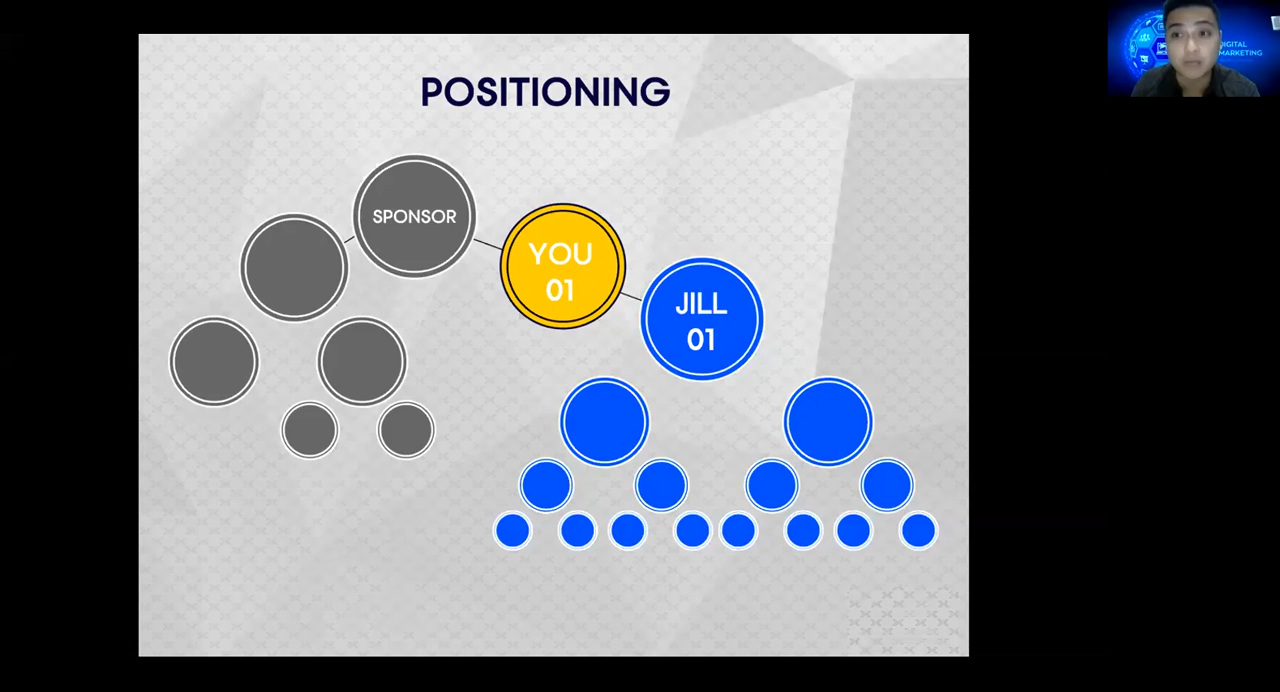 POSITIONING
SPONSOR
YOU
01
JILL
01
DIGITAL
MARKETING